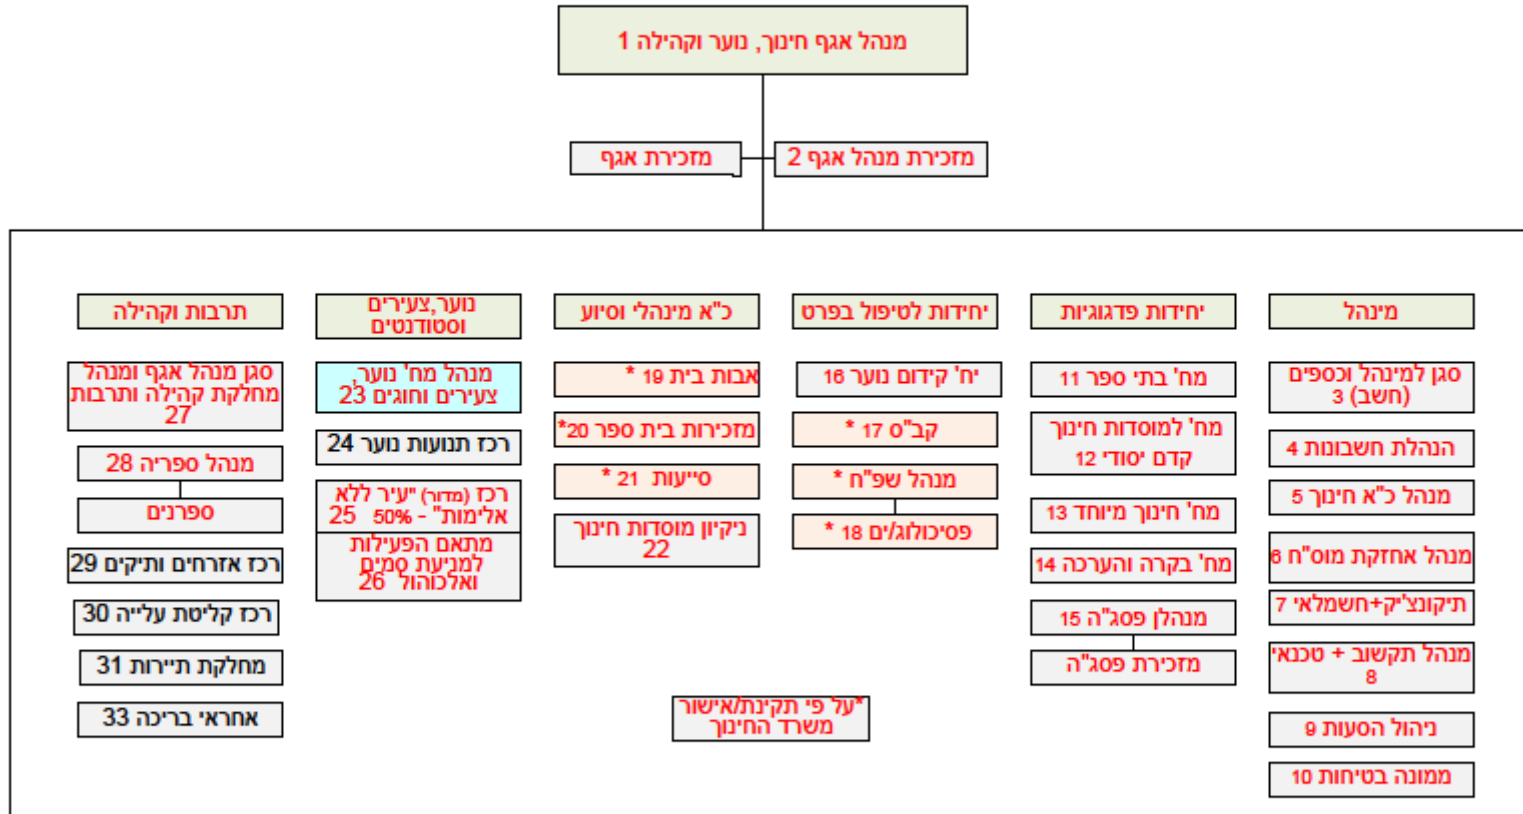 מנהל אגף חינוך, נוער וקהילה 1
מזכירת מנהל אגף 2
מזכירת אגף
מינהל
סגן למינהל וכספים
(חשב) 3
הנהלת חשבונות 4
מנהל כ"א חינוך 5
מנהל אחזקת מוס"ח 6
תיקונצ'יק+חשמלאי 7
מנהל תקשוב + טכנאי
8
ניהול הסעות 9
ממונה בטיחות 10
יחידות פדגוגיות
מח' בתי ספר 11
מח' למוסדות חינוך
קדם יסודי 12
מח' חינוך מיוחד 13
מח' בקרה והערכה 14
מנהלן פסג"ה 15
מזכירת פסג"ה
יחידות לטיפול בפרט
יח' קידום נוער 16
קב"ס 17 *
מנהל שפ"ח *
פסיכולוג/ים 18 *
כ"א מינהלי וסיוע
אבות בית 19 *
מזכירות בית ספר 20*
סייעות 21 *
ניקיון מוסדות חינוך
22
נוער,צעירים
וסטודנטים
מנהל מח' נוער,
צעירים וחוגים 23
רכז תנועות נוער 24
רכז (מדור) "עיר ללא
אלימות" - 50% 25
מתאם הפעילות
למניעת סמים
ואלכוהול 26
תרבות וקהילה
סגן מנהל אגף ומנהל
מחלקת קהילה ותרבות
27
מנהל ספריה 28
ספרנים
רכז אזרחים ותיקים 29
רכז קליטת עלייה 30
מחלקת תיירות 31
אחראי בריכה 33
*על פי תקינת/אישור
משרד החינוך